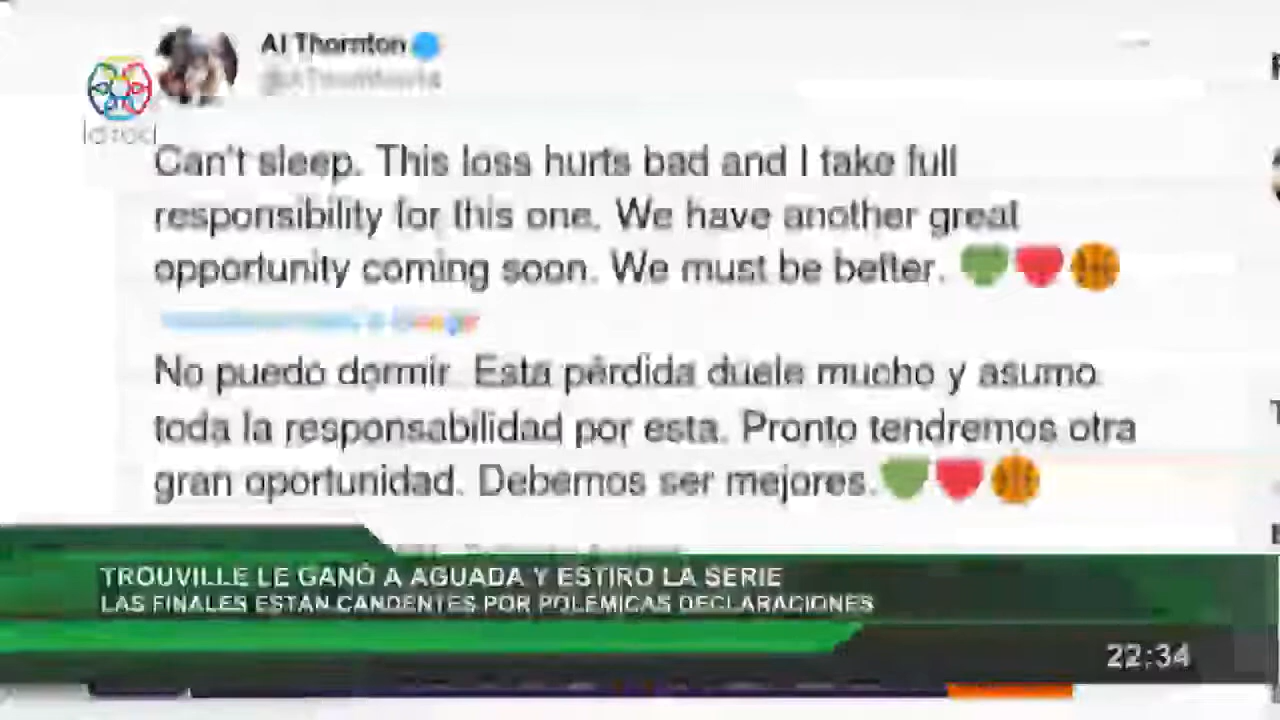 Al Thornton
Can't sleep. This loss hurts bad and I take full
responsibility for this one. We have another great
opportunity coming soon. We must be better.
No puedo dormir. Esta pérdida duele mucho y asumo
toda la responsabilidad por esta. Pronto tendremos otra
gran oportunidad. Debemos ser mejores.
TROUVILLE LE GANÓ A AGUADA Y ESTIRÓ LA SERIE
LAS FINALES ESTÁN CANDENTES POR POLÉMICAS DECLARACIONES
22:34